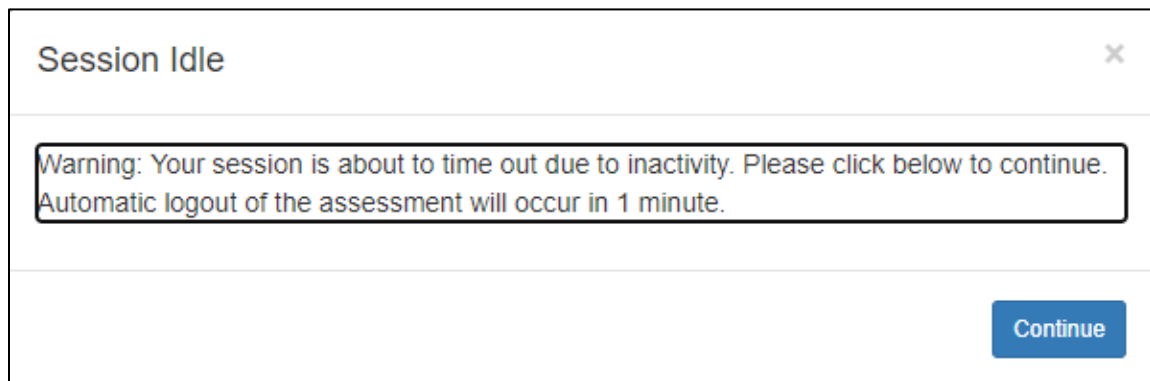 Session Idle
×
Warning: Your session is about to time out due to inactivity. Please click below to continue.
Automatic logout of the assessment will occur in 1 minute.
Continue